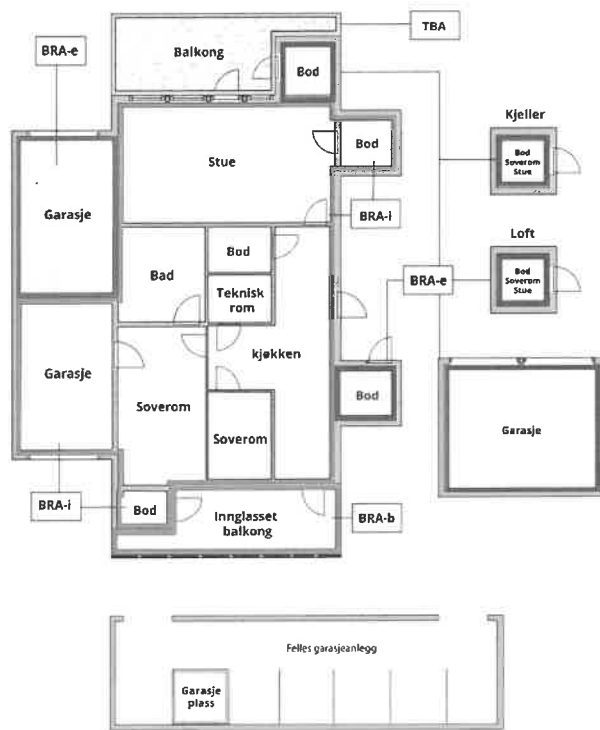 TBA
BRA-e
Balkong
Bod
Kjeller
Bod
Soverom
Stue
Stue
Bod
Garasje
BRA-i
Loft
Bod
Bad
Bod
Soverom
Stue
BRA-e
Teknisk
rom
Garasje
kjøkken
Bod
Garasje
Soverom
Soverom
BRA-i
Bod
Innglasset
balkong
BRA-b
Felles garasjeanlegg
Garasje
plass